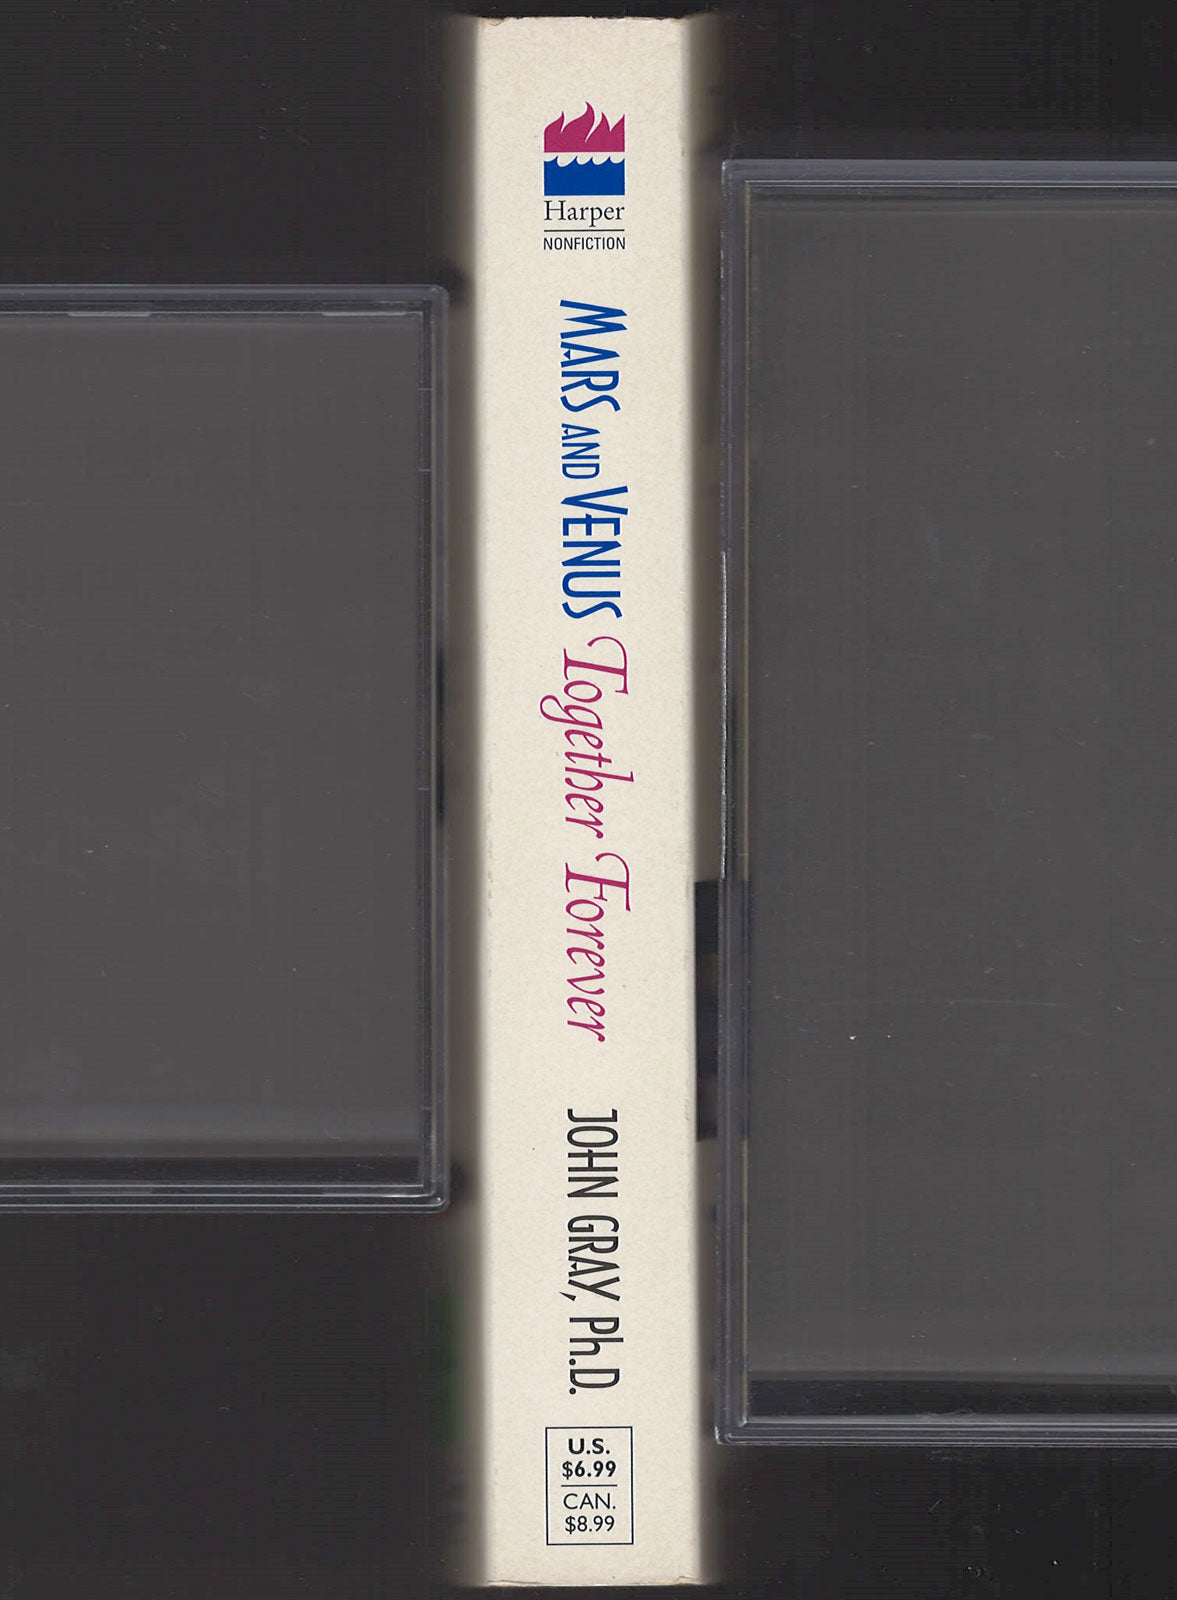 Harper
NONFICTION
MARS AND VENUS Together Forever
JOHN GRAY, Ph.D.
U.S.
$6.99
CAN.
$8.99